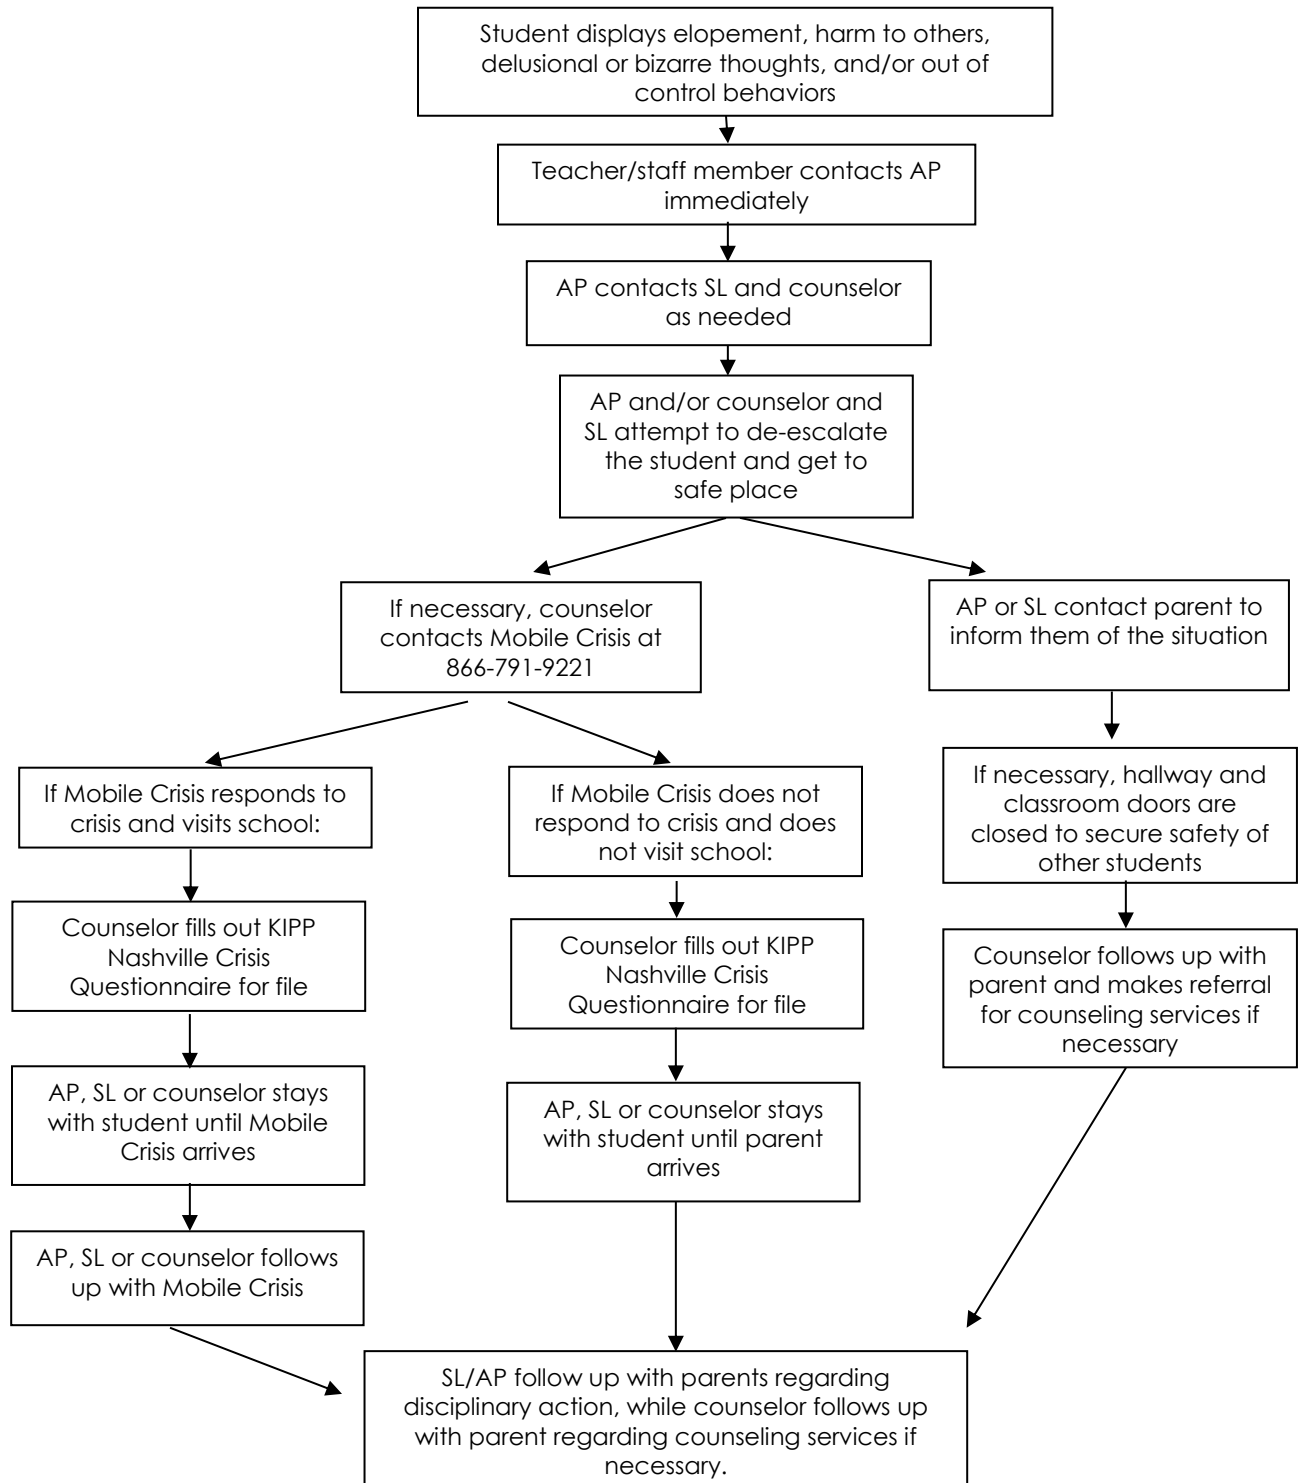 Student displays elopement, harm to others,
delusional or bizarre thoughts, and/or out of
control behaviors
Teacher/staff member contacts AP
immediately
AP contacts SL and counselor
as needed
AP and/or counselor and
SL attempt to de-escalate
the student and get to
safe place
If necessary, counselor
contacts Mobile Crisis at
866-791-9221
AP or SL contact parent to
inform them of the situation
If Mobile Crisis responds to
crisis and visits school:
If Mobile Crisis does not
respond to crisis and does
not visit school:
If necessary, hallway and
classroom doors are
closed to secure safety of
other students
Counselor fills out KIPP
Nashville Crisis
Questionnaire for file
Counselor fills out KIPP
Nashville Crisis
Questionnaire for file
Counselor follows up with
parent and makes referral
for counseling services if
necessary
AP, SL or counselor stays
with student until Mobile
Crisis arrives
AP, SL or counselor stays
with student until parent
arrives
AP, SL or counselor follows
up with Mobile Crisis
SL/AP follow up with parents regarding
disciplinary action, while counselor follows up
with parent regarding counseling services if
necessary.